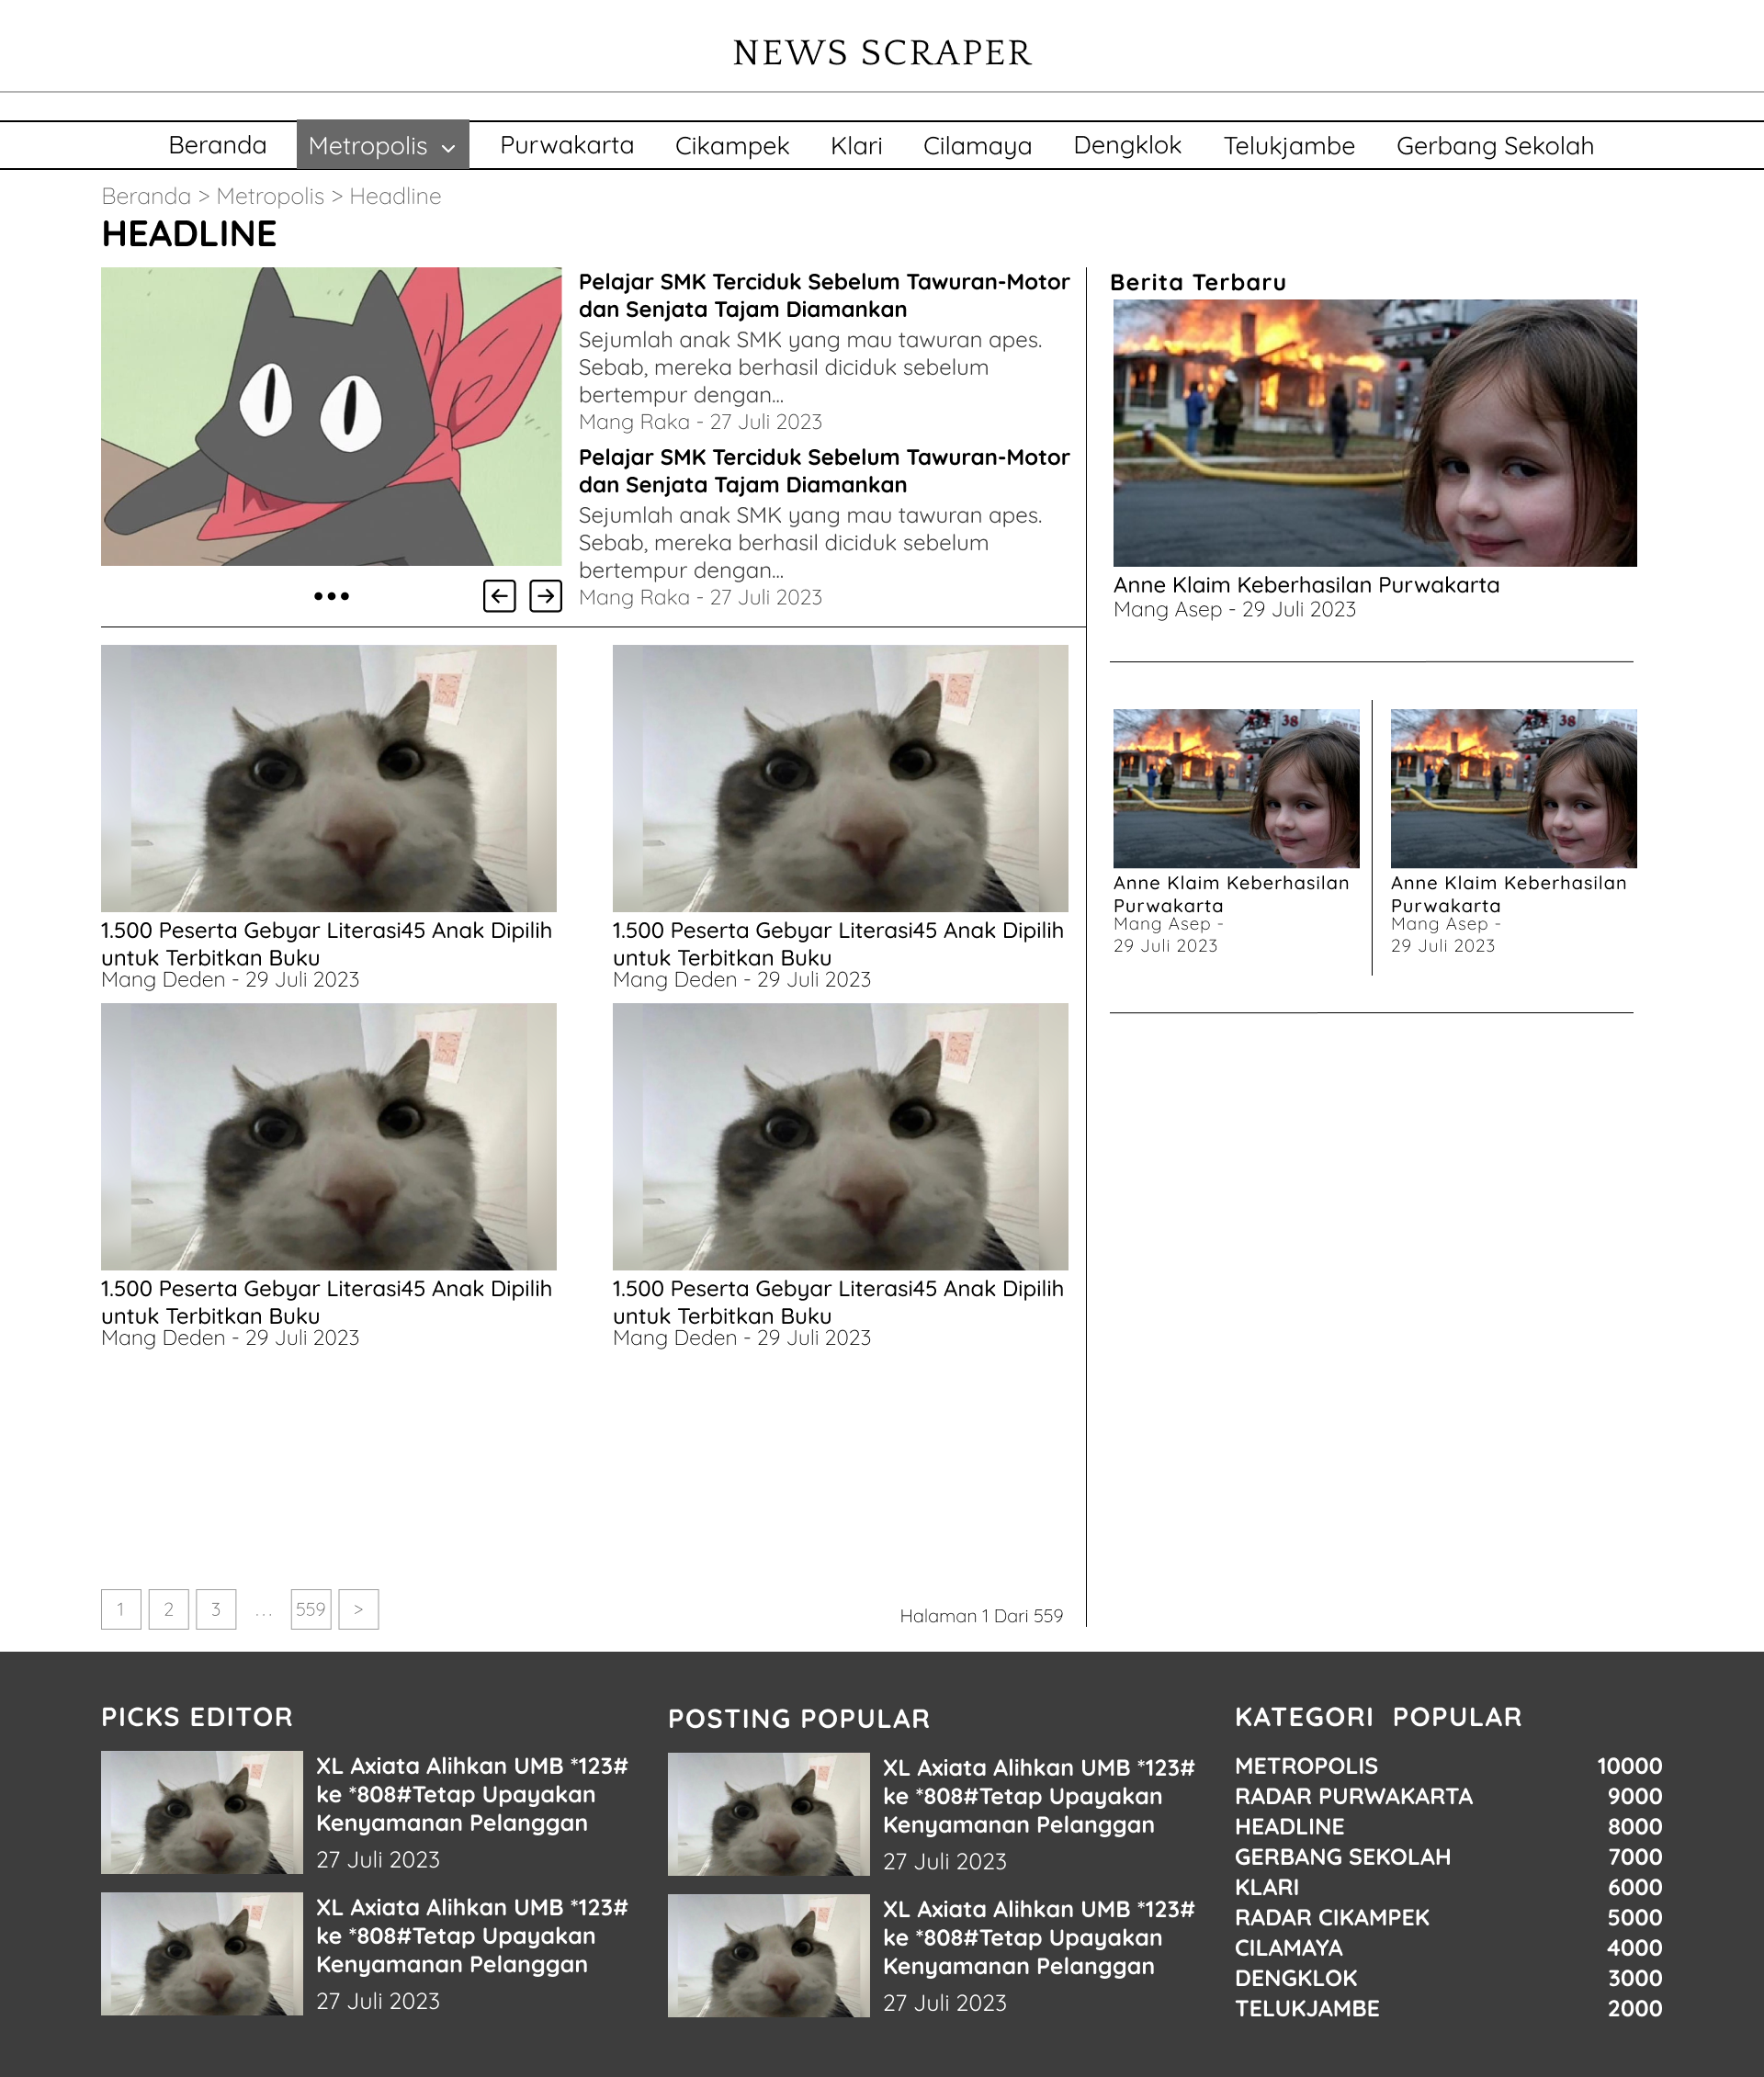 NEWS SCRAPER
Beranda Metropolis Purwakarta Cikampek Klari Cilamaya Dengklok Telukjambe Gerbang Sekolah
Beranda > Metropolis > Headline
HEADLINE
Pelajar SMK Terciduk Sebelum Tawuran-Motor
dan Senjata Tajam Diamankan
Sejumlah anak SMK yang mau tawuran apes.
Sebab, mereka berhasil diciduk sebelum
bertempur dengan...
Mang Raka - 27 Juli 2023
Pelajar SMK Terciduk Sebelum Tawuran-Motor
dan Senjata Tajam Diamankan
Sejumlah anak SMK yang mau tawuran apes.
Sebab, mereka berhasil diciduk sebelum
bertempur dengan...
Mang Raka - 27 Juli 2023
1.500 Peserta Gebyar Literasi45 Anak Dipilih
untuk Terbitkan Buku
Mang Deden - 29 Juli 2023
1.500 Peserta Gebyar Literasi45 Anak Dipilih
untuk Terbitkan Buku
Mang Deden - 29 Juli 2023
1.500 Peserta Gebyar Literasi45 Anak Dipilih
untuk Terbitkan Buku
Mang Deden - 29 Juli 2023
1.500 Peserta Gebyar Literasi45 Anak Dipilih
untuk Terbitkan Buku
Mang Deden - 29 Juli 2023
1 2 3 ... 559 >
Halaman 1 Dari 559
Berita Terbaru
Anne Klaim Keberhasilan Purwakarta
Mang Asep - 29 Juli 2023
38
Anne Klaim Keberhasilan
Purwakarta
Mang Asep -
29 Juli 2023
38
Anne Klaim Keberhasilan
Purwakarta
Mang Asep -
29 Juli 2023
PICKS EDITOR
XL Axiata Alihkan UMB *123#
ke *808#Tetap Upayakan
Kenyamanan Pelanggan
27 Juli 2023
XL Axiata Alihkan UMB *123#
ke *808#Tetap Upayakan
Kenyamanan Pelanggan
27 Juli 2023
POSTING POPULAR
XL Axiata Alihkan UMB *123#
ke *808#Tetap Upayakan
Kenyamanan Pelanggan
27 Juli 2023
XL Axiata Alihkan UMB *123#
ke *808#Tetap Upayakan
Kenyamanan Pelanggan
27 Juli 2023
KATEGORI POPULAR
METROPOLIS 10000
RADAR PURWAKARTA 9000
HEADLINE 8000
GERBANG SEKOLAH 7000
KLARI 6000
RADAR CIKAMPEK 5000
CILAMAYA 4000
DENGKLOK 3000
TELUKJAMBE 2000